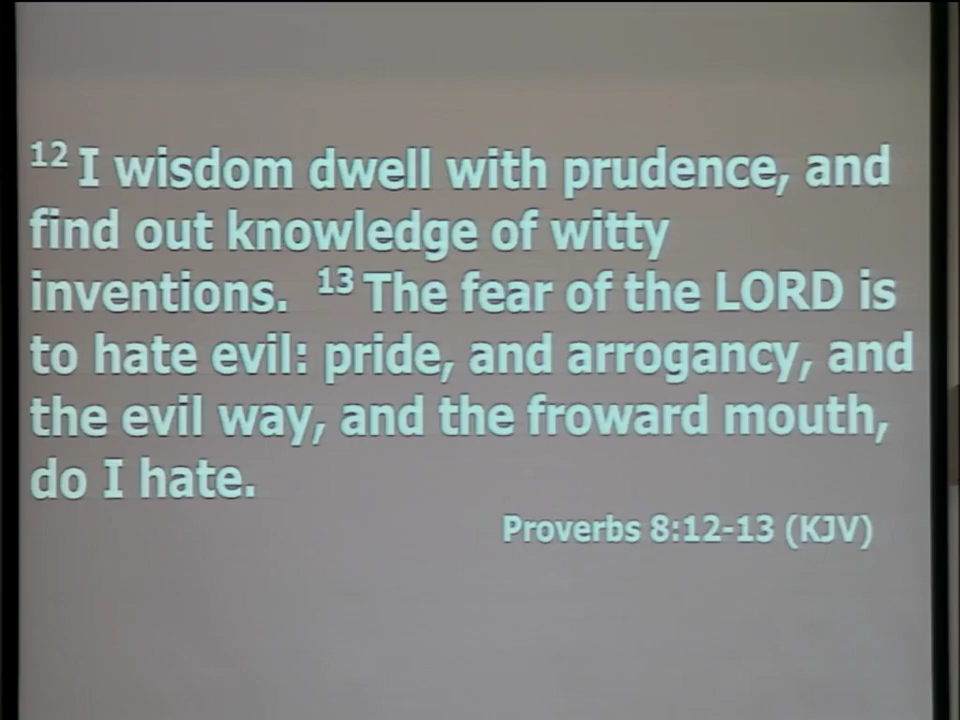 12 I wisdom dwell with prudence, and
find out knowledge of witty
inventions. 13 The fear of the LORD is
to hate evil: pride, and arrogancy, and
the evil way, and the froward mouth,
do I hate.
Proverbs 8:12-13 (KJV)